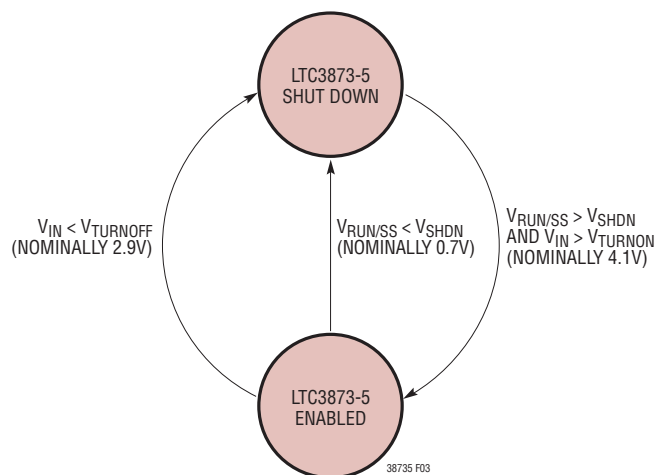 LTC3873-5
SHUT DOWN
VIN < VTURNOFF
(NOMINALLY 2.9V)
VRUN/SS < VSHDN
(NOMINALLY 0.7V)
VRUN/SS > VSHDN
AND VIN > VTURNON
(NOMINALLY 4.1V)
LTC3873-5
ENABLED
38735 F03